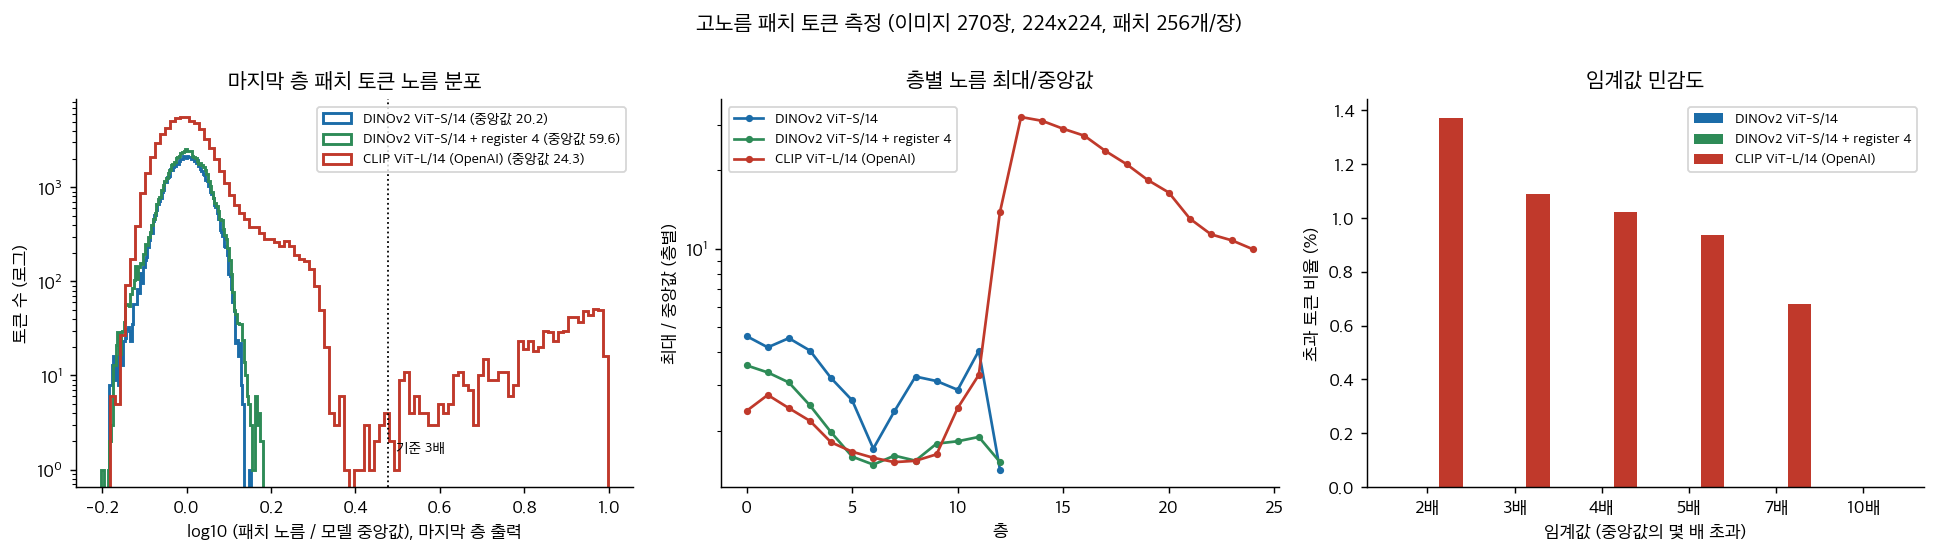 고노름 패치 토큰 측정 (이미지 270장, 224x224, 패치 256개/장)
마지막 층 패치 토큰 노름 분포
DINOv2 ViT-S/14 (중앙값 20.2)
DINOv2 ViT-S/14 + register 4 (중앙값 59.6)
CLIP ViT-L/14 (OpenAI) (중앙값 24.3)
토큰 수 (로그)
10³
10²
10¹
10⁰
기준 3배
-0.2 0.0 0.2 0.4 0.6 0.8 1.0
log10 (패치 노름 / 모델 중앙값), 마지막 층 출력
층별 노름 최대/중앙값
DINOv2 ViT-S/14
DINOv2 ViT-S/14 + register 4
CLIP ViT-L/14 (OpenAI)
최대 / 중앙값 (층별)
10¹
0 5 10 15 20 25
층
임계값 민감도
DINOv2 ViT-S/14
DINOv2 ViT-S/14 + register 4
CLIP ViT-L/14 (OpenAI)
초과 토큰 비율 (%)
1.4
1.2
1.0
0.8
0.6
0.4
0.2
0.0
2배 3배 4배 5배 7배 10배
임계값 (중앙값의 몇 배 초과)